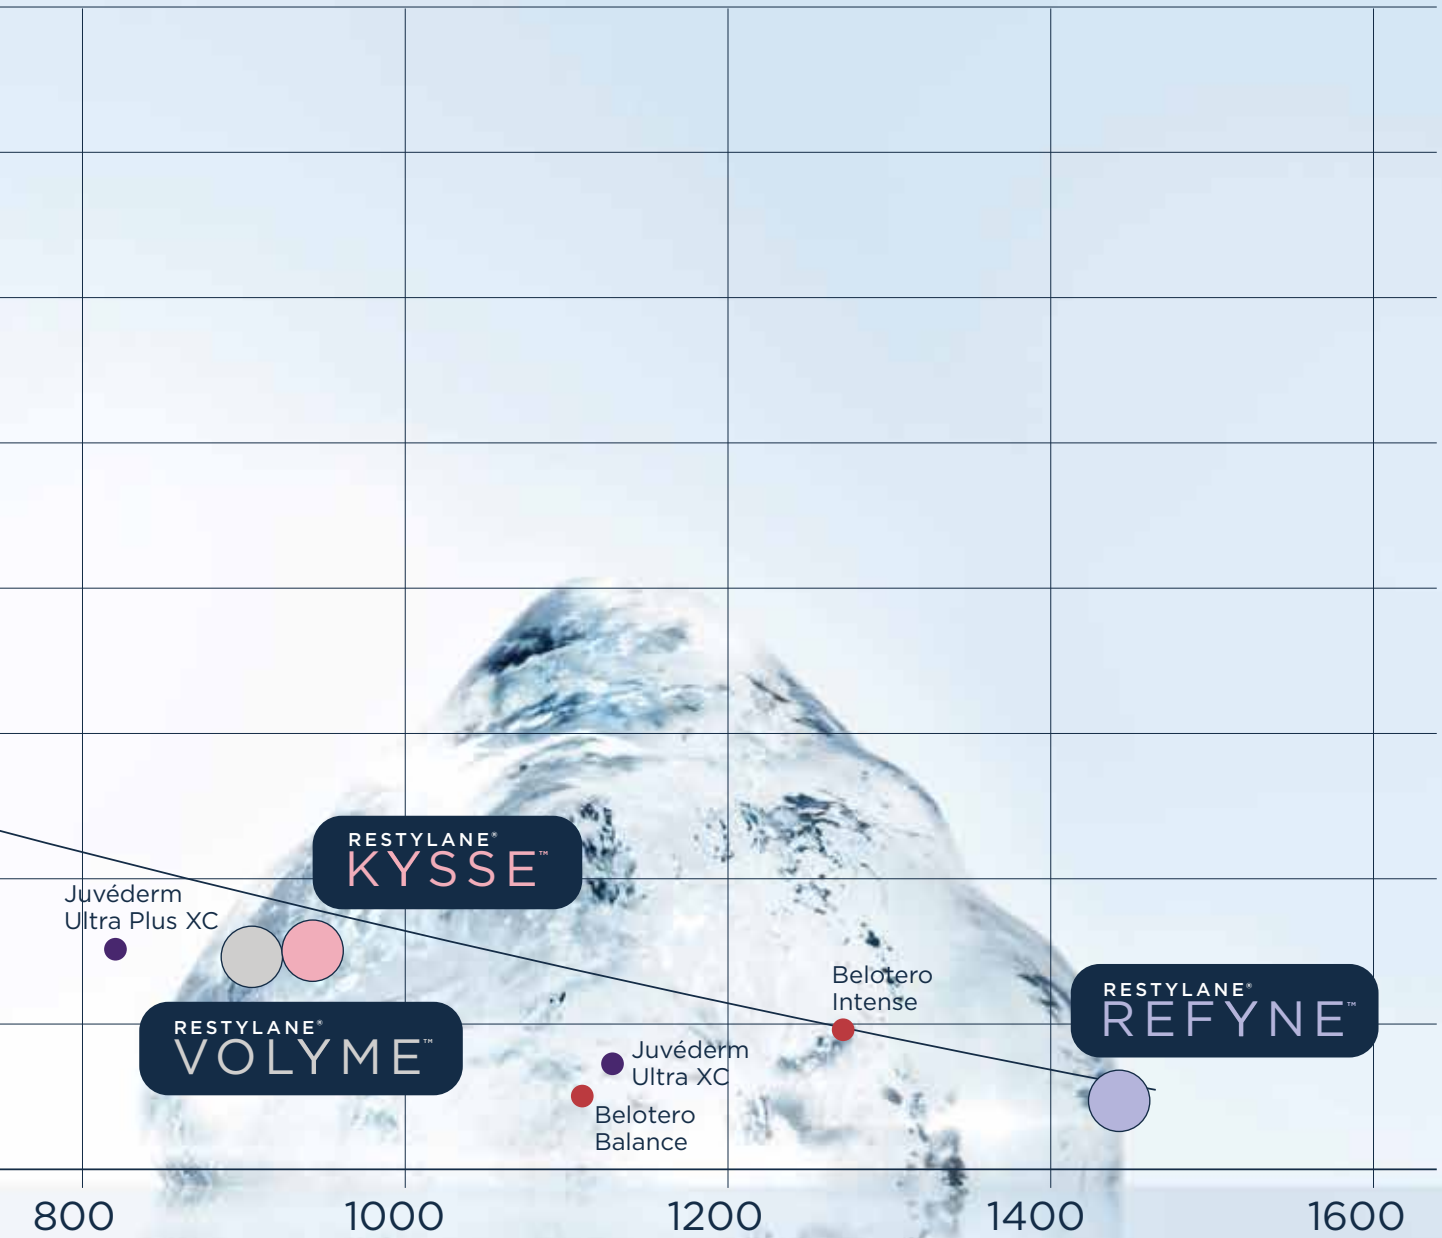 RESTYLANE®
KYSSE™
Juvéderm
Ultra Plus XC
RESTYLANE®
VOLYME™
Belotero
Intense
RESTYLANE®
REFYNE™
Juvéderm
Ultra XC
Belotero
Balance
800 1000 1200 1400 1600